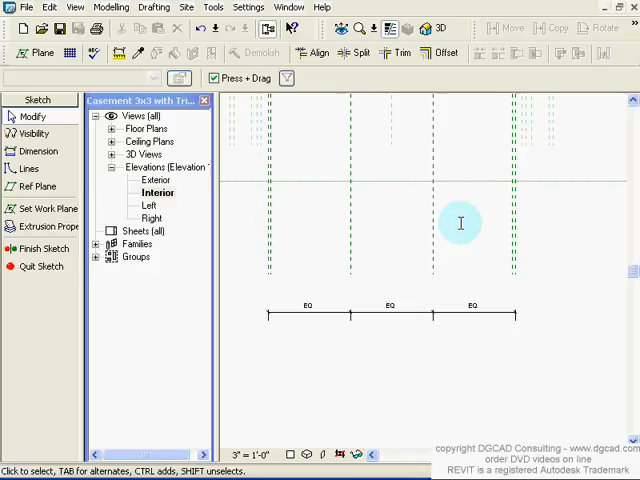 File Edit View Modelling Drafting Site Tools Settings Window Help
3D Move Copy Rotate
Plane Demolish Align Split Trim Offset
Press + Drag
Sketch
Modify
Visibility
Dimension
Lines
Ref Plane
Set Work Plane
Extrusion Prope
Finish Sketch
Quit Sketch
Casement 3x3 with Tri...
Views (all)
Floor Plans
Ceiling Plans
3D Views
Elevations (Elevation
Exterior
Interior
Left
Right
Sheets (all)
Families
Groups
EQ EQ EQ
3" = 1'-0"
Click to select, TAB for alternates, CTRL adds, SHIFT unselects.
copyright DGCAD Consulting - www.dgcad.com
order DVD videos on line
REVIT is a registered Autodesk Trademark